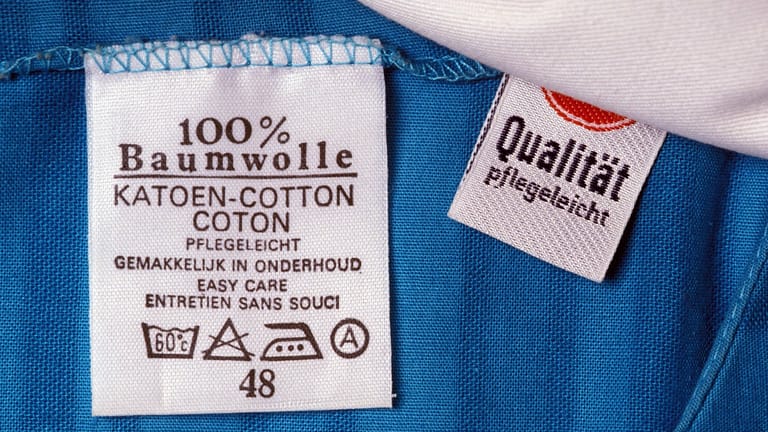 100%
Baumwolle
KATOEN-COTTON
COTON
PFLEGELEICHT
GEMAKKELIJK IN ONDERHOUD
EASY CARE
ENTRETIEN SANS SOUCI
60°C A
48
Qualität
pflegeleicht